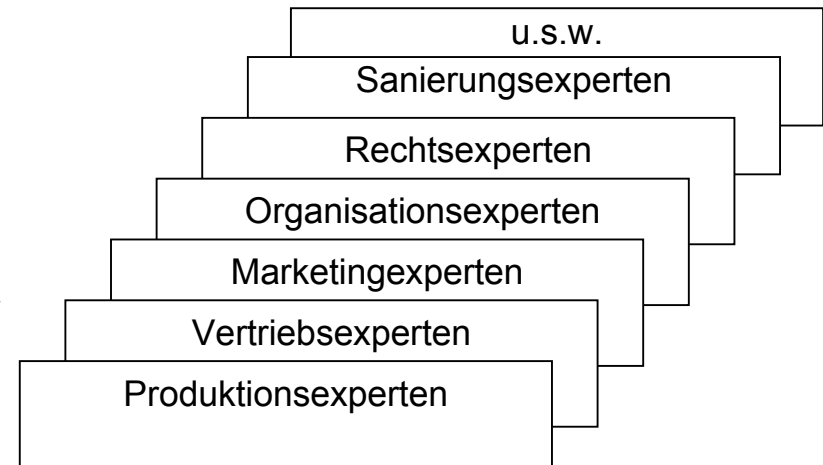 u.s.w.
Sanierungsexperten
Rechtsexperten
Organisationsexperten
Marketingexperten
Vertriebsexperten
Produktionsexperten